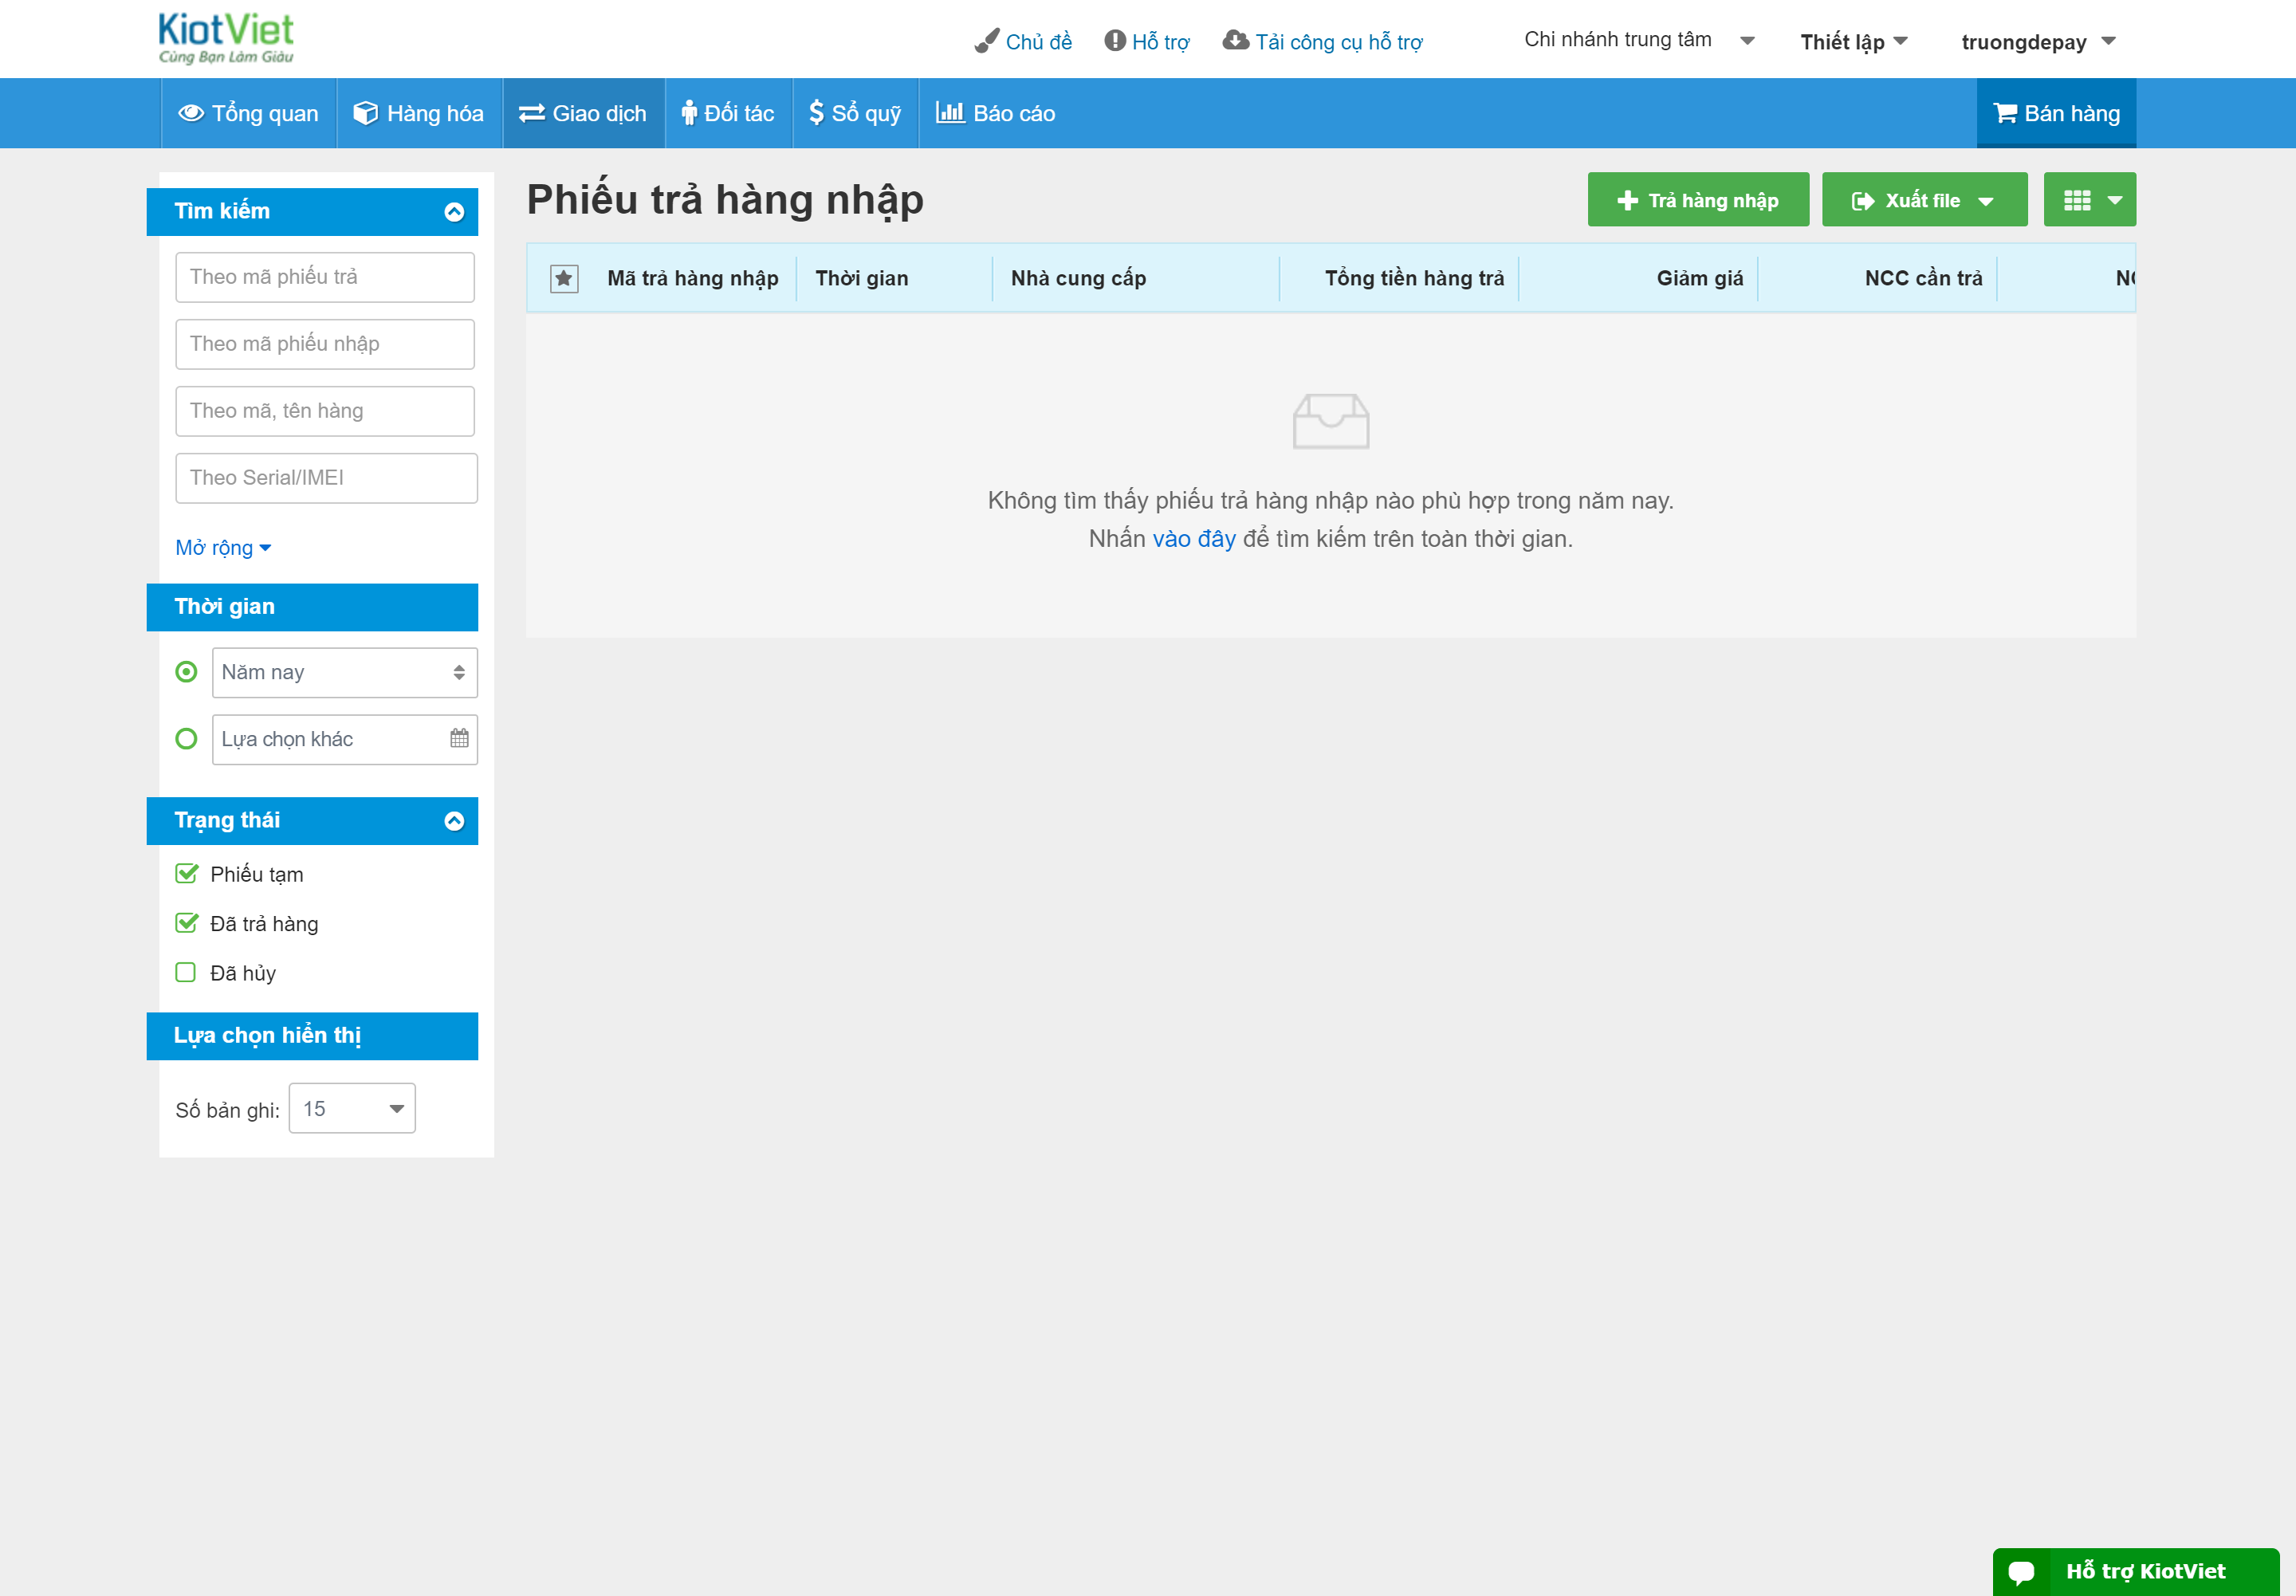 KiotViet
Cùng Bạn Làm Giàu
Chủ đề Hỗ trợ Tải công cụ hỗ trợ Chi nhánh trung tâm Thiết lập truongdepay
Tổng quan Hàng hóa Giao dịch Đối tác Sổ quỹ Báo cáo Bán hàng
Tìm kiếm
Theo mã phiếu trả
Theo mã phiếu nhập
Theo mã, tên hàng
Theo Serial/IMEI
Mở rộng
Thời gian
Năm nay
Lựa chọn khác
Trạng thái
Phiếu tạm
Đã trả hàng
Đã hủy
Lựa chọn hiển thị
Số bản ghi: 15
Phiếu trả hàng nhập
Trả hàng nhập Xuất file
Mã trả hàng nhập Thời gian Nhà cung cấp Tổng tiền hàng trả Giảm giá NCC cần trả
Không tìm thấy phiếu trả hàng nhập nào phù hợp trong năm nay.
Nhấn vào đây để tìm kiếm trên toàn thời gian.
Hỗ trợ KiotViet